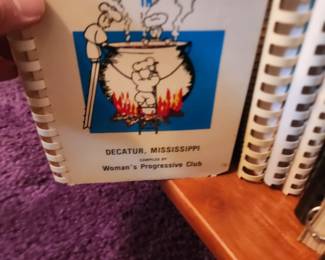 DECATUR, MISSISSIPPI
COMPILED BY
Woman's Progressive Club